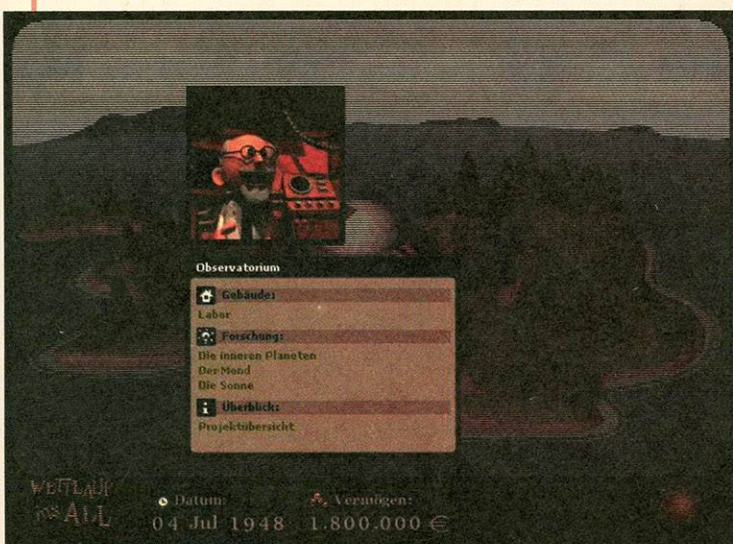 Observatorium
Gebäude:
Labor
Forschung:
Die inneren Planeten
Der Mond
Die Sonne
Überblick:
Projektübersicht
WETTLAUF
INS ALL
Datum:
04 Jul 1948
Vermögen:
1.800.000 €